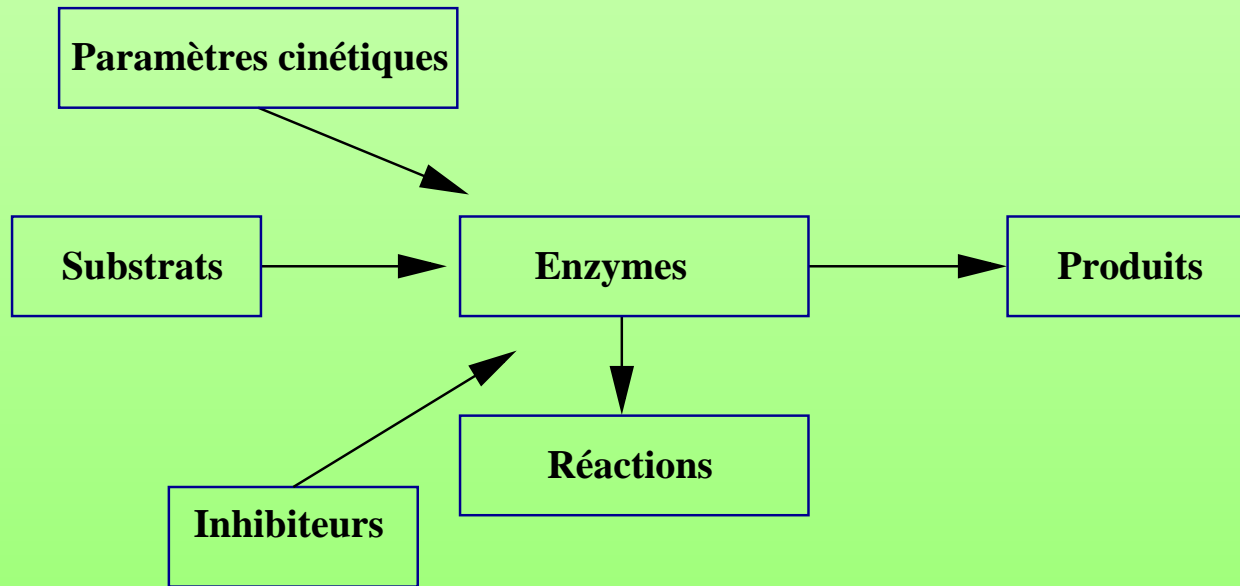 Paramètres cinétiques
Substrats
Enzymes
Produits
Réactions
Inhibiteurs